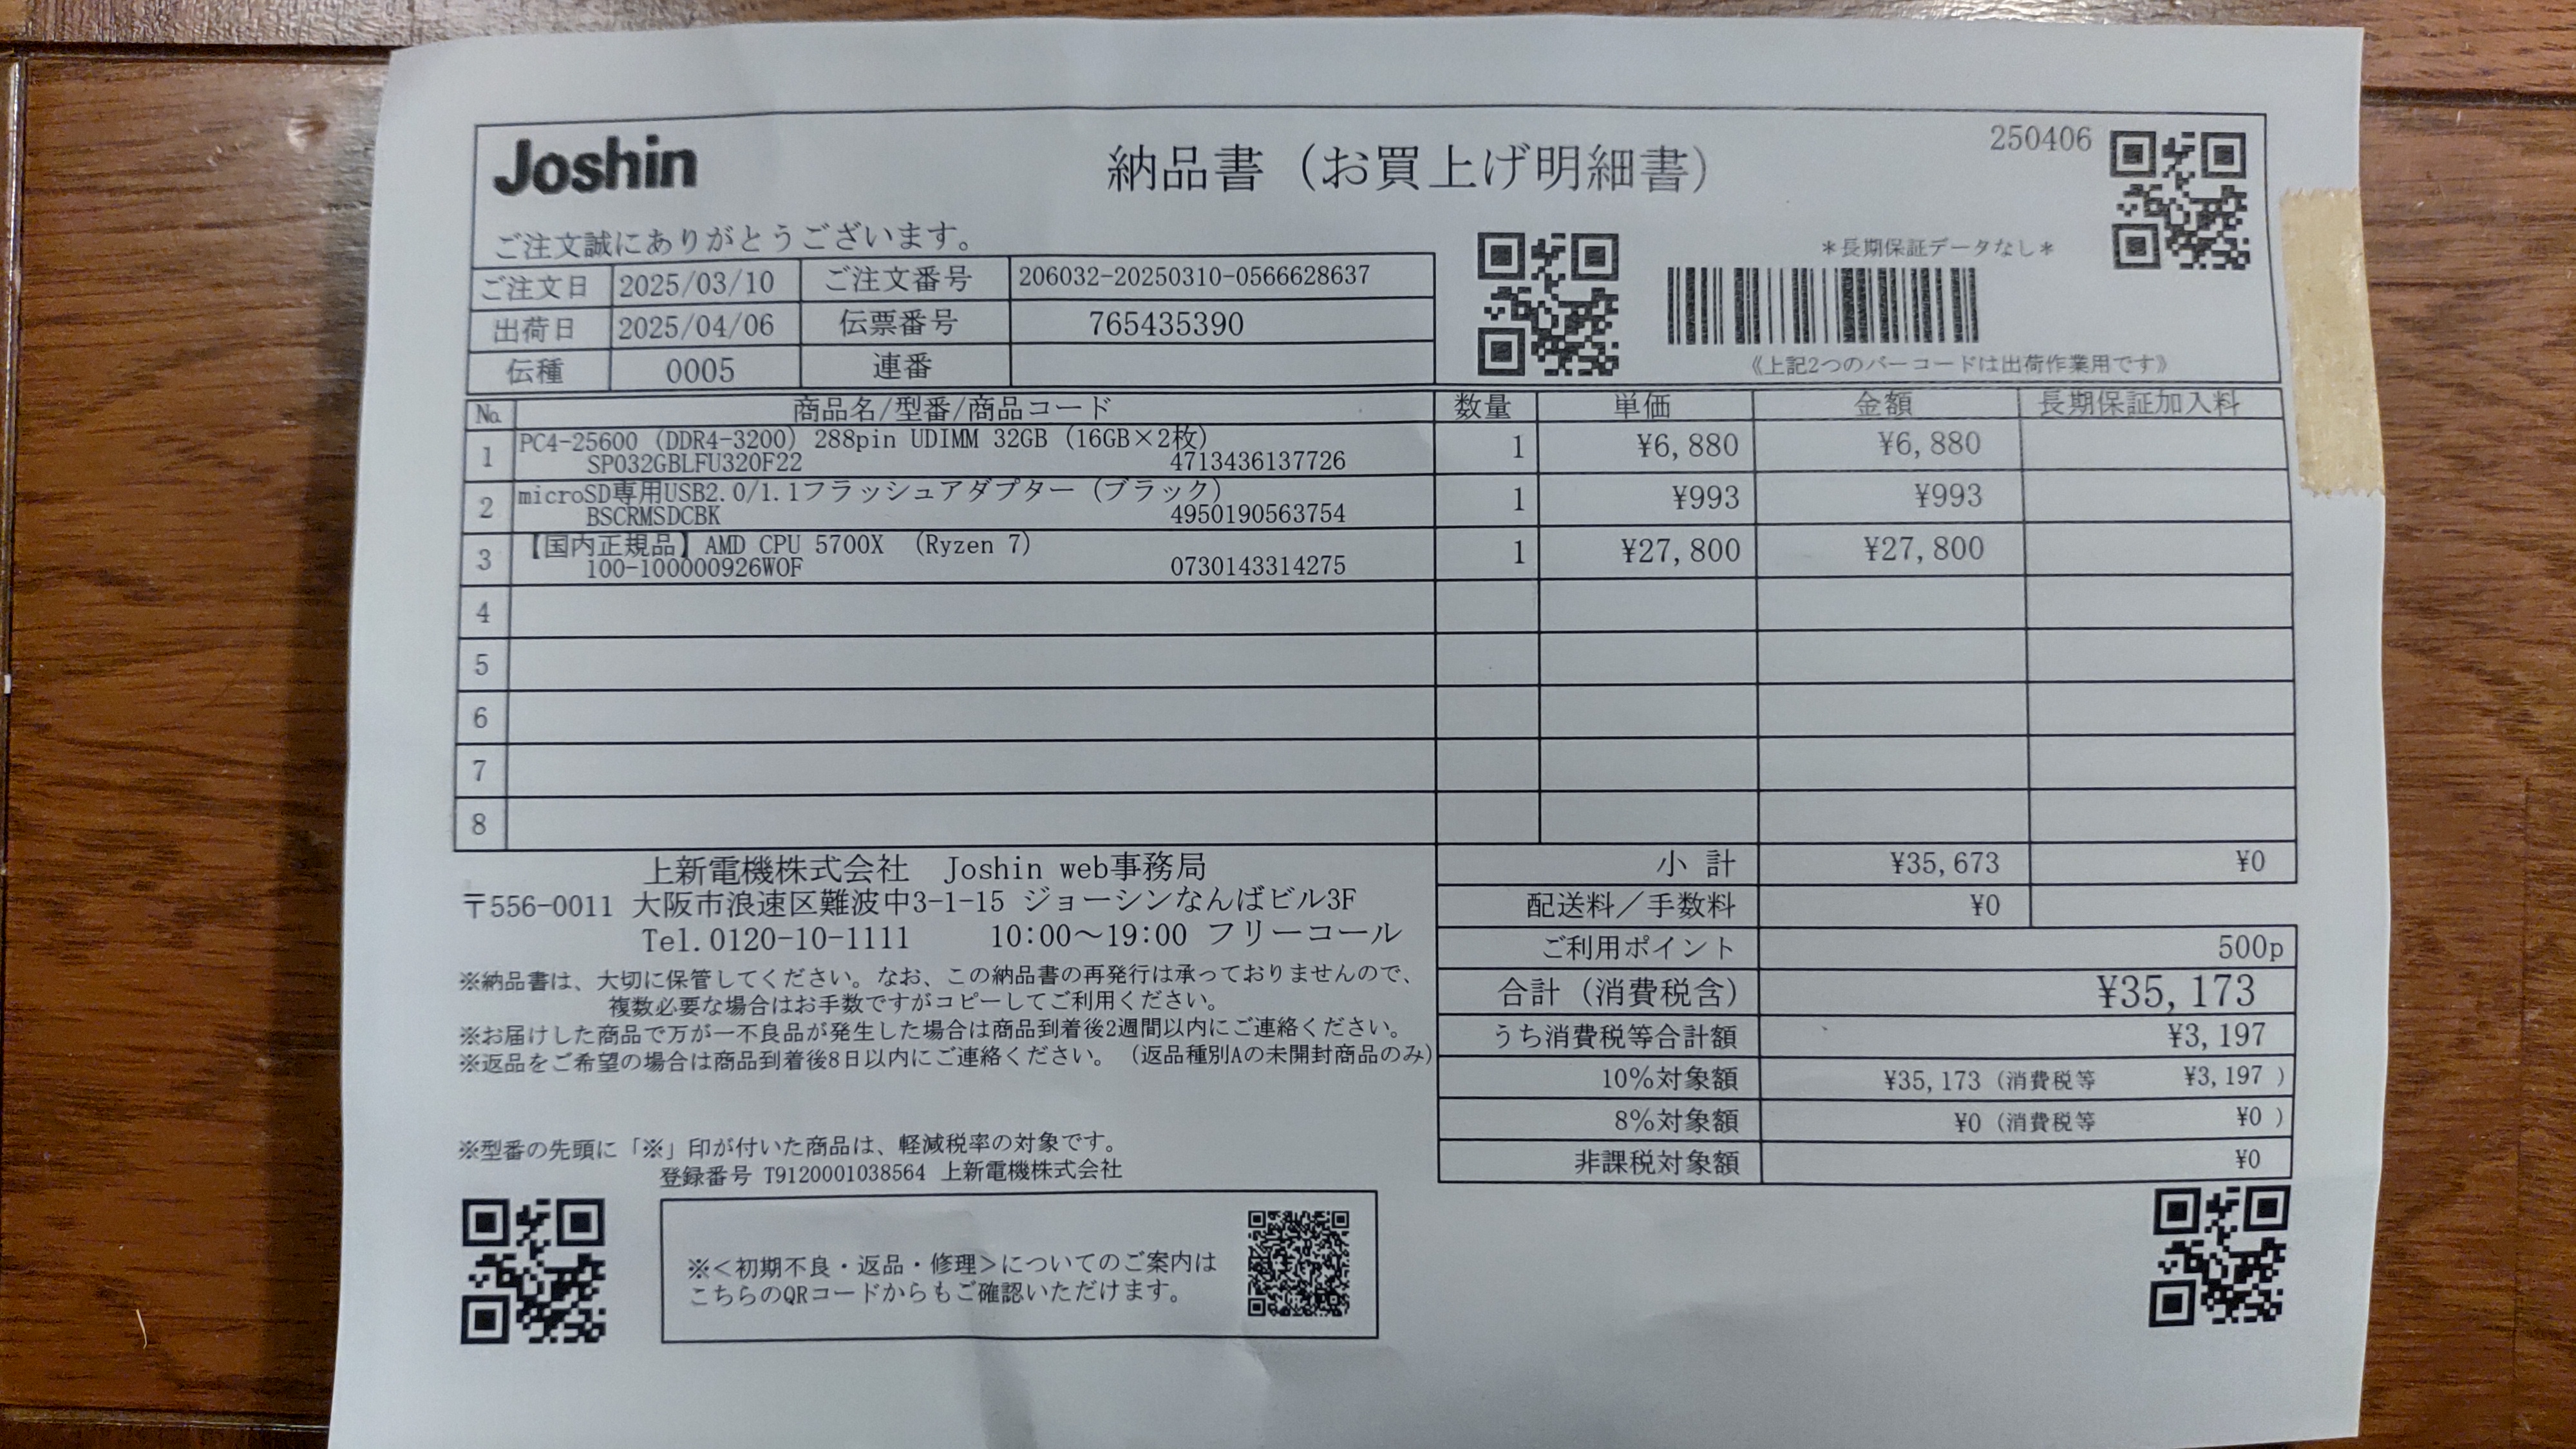 Joshin
納品書（お買上げ明細書）
250406
ご注文誠にありがとうございます。
＊長期保証データなし＊
ご注文日 2025/03/10 ご注文番号 206032-20250310-0566628637
出荷日 2025/04/06 伝票番号 765435390
伝種 0005 連番
《上記2つのバーコードは出荷作業用です》
No. 商品名/型番/商品コード 数量 単価 金額 長期保証加入料
1 PC4-25600 (DDR4-3200) 288pin UDIMM 32GB (16GB×2枚) 1 ¥6,880 ¥6,880
SP032GBLFU320F22 4713436137726
2 microSD専用USB2.0/1.1フラッシュアダプター（ブラック） 1 ¥993 ¥993
BSCRMSDCBK 4950190563754
3 【国内正規品】AMD CPU 5700X （Ryzen 7） 1 ¥27,800 ¥27,800
100-100000926WOF 0730143314275
4
5
6
7
8
上新電機株式会社 Joshin web事務局
〒556-0011 大阪市浪速区難波中3-1-15 ジョーシンなんばビル3F
Tel.0120-10-1111 10:00～19:00 フリーコール
※納品書は、大切に保管してください。なお、この納品書の再発行は承っておりませんので、
複数必要な場合はお手数ですがコピーしてご利用ください。
※お届けした商品で万が一不良品が発生した場合は商品到着後2週間以内にご連絡ください。
※返品をご希望の場合は商品到着後8日以内にご連絡ください。（返品種別Aの未開封商品のみ）
小 計 ¥35,673 ¥0
配送料／手数料 ¥0
ご利用ポイント 500p
合計（消費税含） ¥35,173
うち消費税等合計額 ¥3,197
10%対象額 ¥35,173 (消費税等 ¥3,197 )
8%対象額 ¥0 (消費税等 ¥0 )
非課税対象額 ¥0
※型番の先頭に「※」印が付いた商品は、軽減税率の対象です。
登録番号 T9120001038564 上新電機株式会社
※＜初期不良・返品・修理＞についてのご案内は
こちらのQRコードからもご確認いただけます。